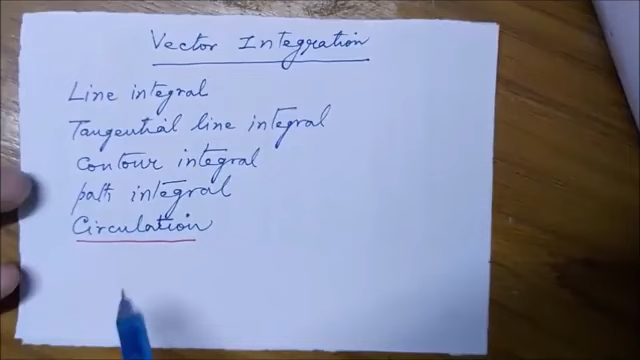 Vector Integration
Line integral
Tangential line integral
contour integral
path integral
Circulation